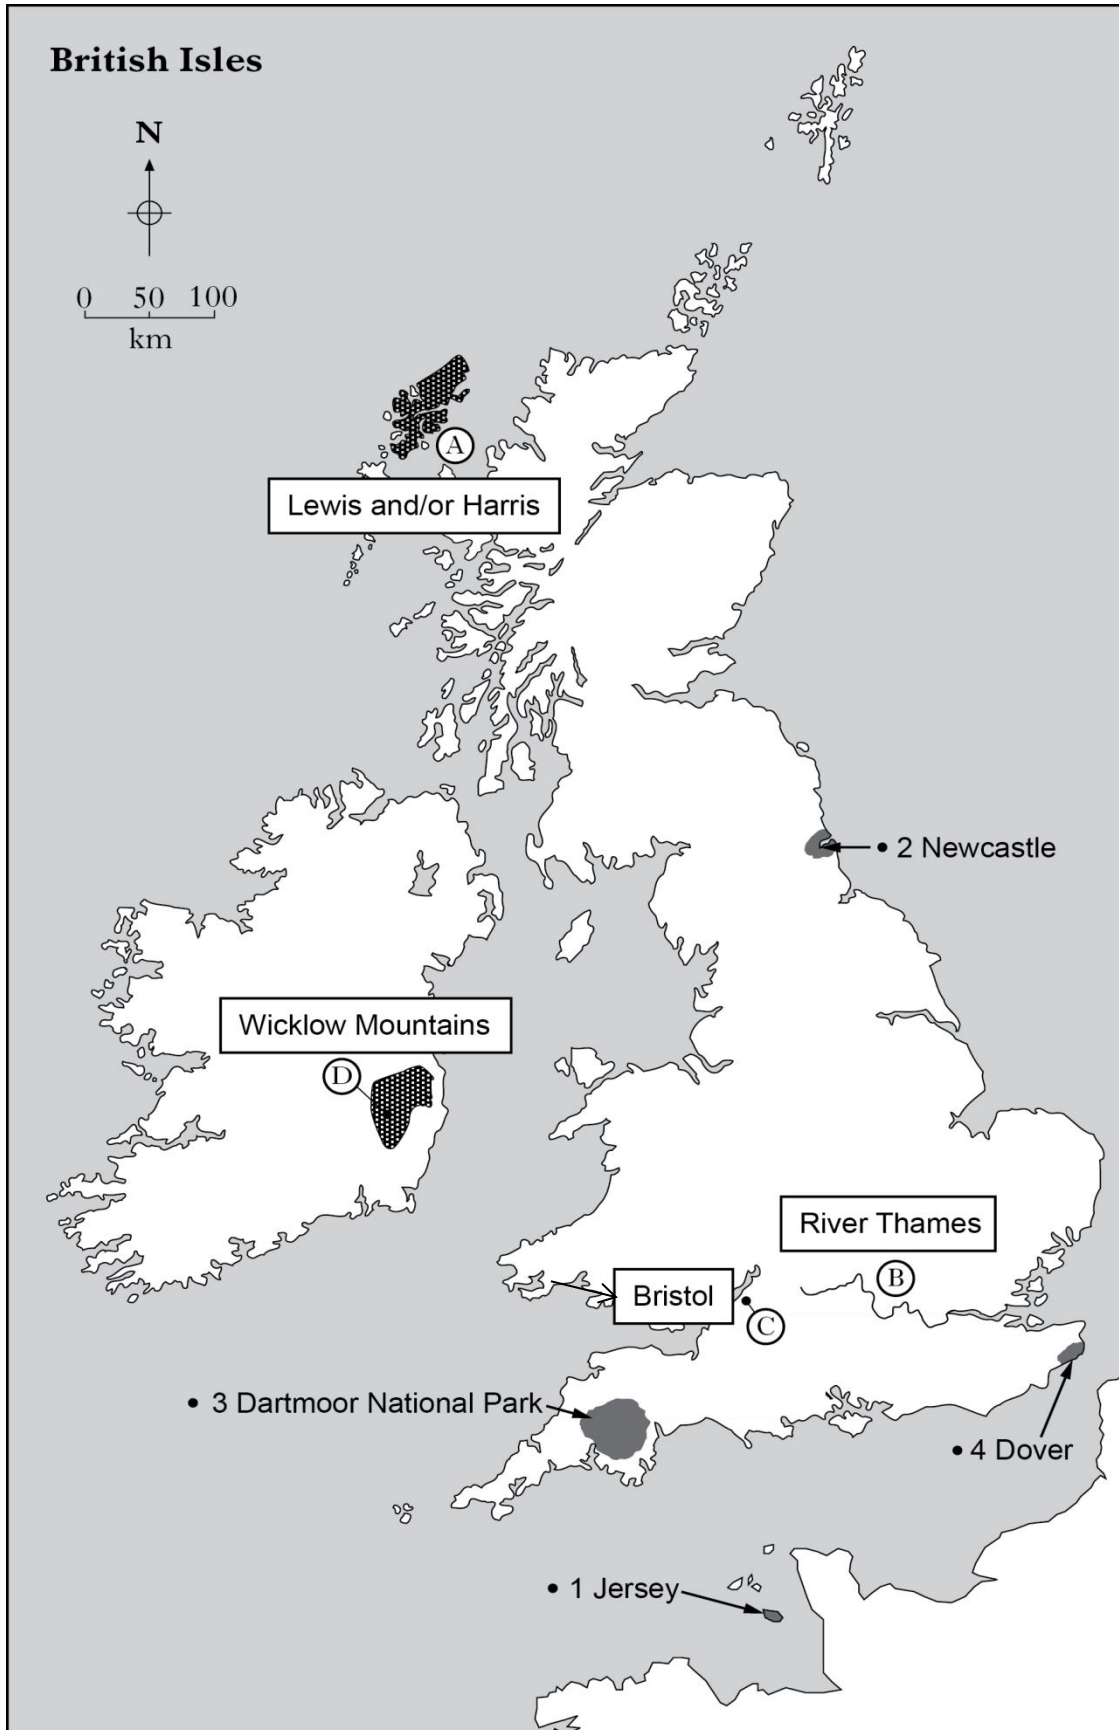 British Isles
N
0 50 100
km
A
Lewis and/or Harris
• 2 Newcastle
Wicklow Mountains
D
River Thames
B
Bristol
C
• 3 Dartmoor National Park
• 4 Dover
• 1 Jersey